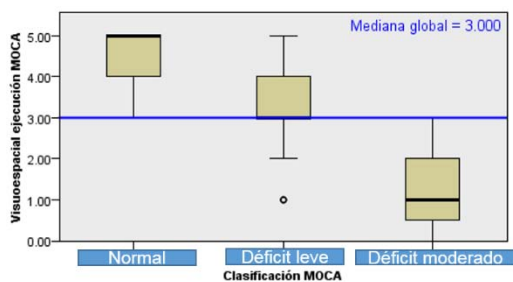 Mediana global = 3.000
Visuoespacial ejecución MOCA
5.00
4.00
3.00
2.00
1.00
0.00
Normal
Déficit leve
Déficit moderado
Clasificación MOCA